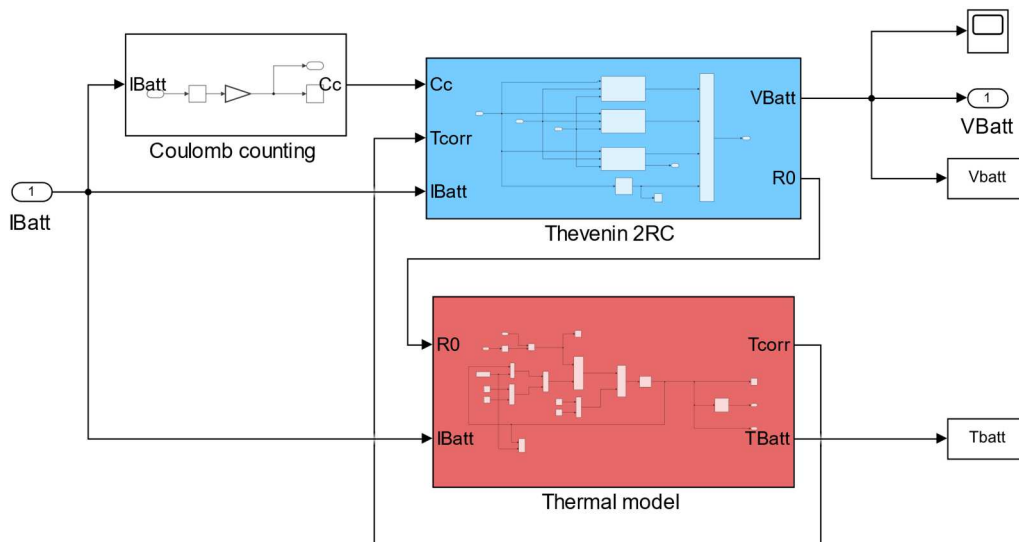 IBatt
Cc
Coulomb counting
1
IBatt
Cc
Tcorr
IBatt
VBatt
R0
Thevenin 2RC
1
VBatt
Vbatt
R0
IBatt
Tcorr
TBatt
Thermal model
Tbatt